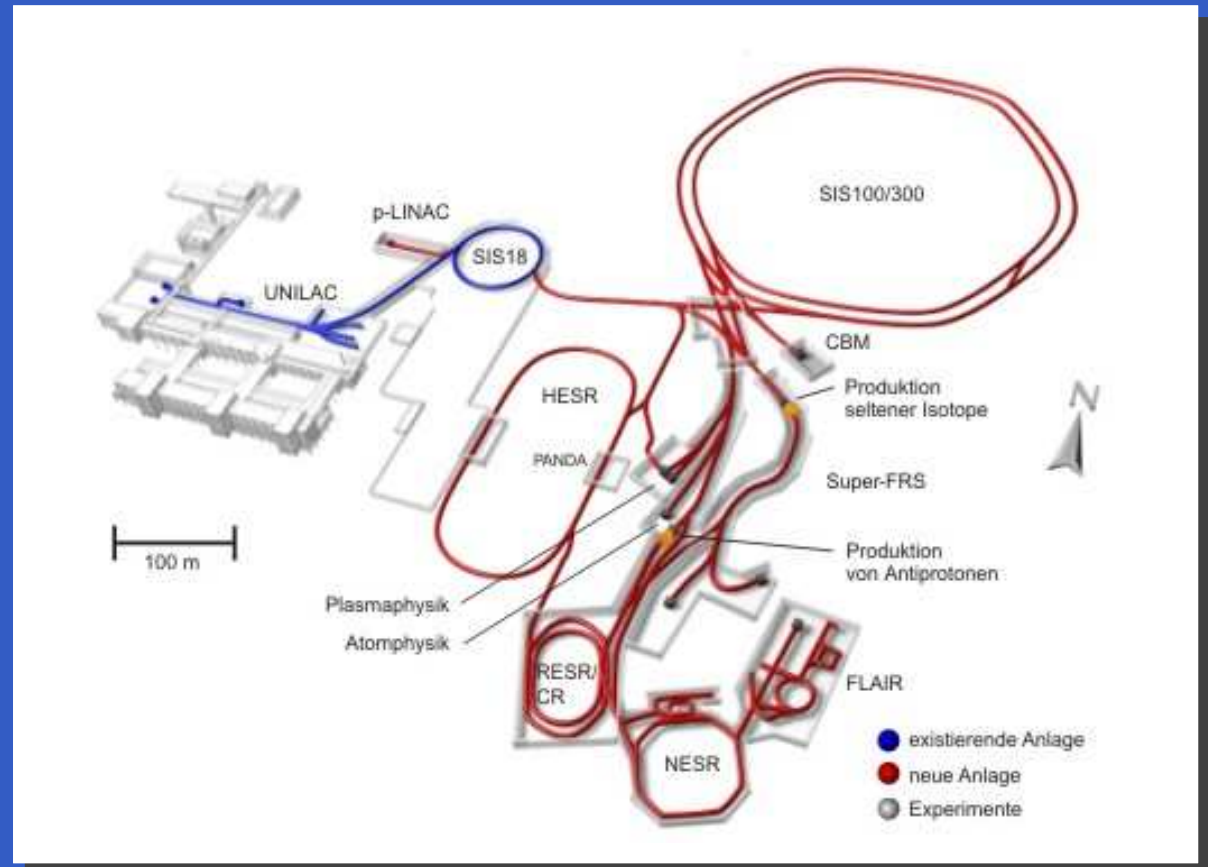 SIS100/300
p-LINAC
SIS18
UNILAC
CBM
Produktion
seltener Isotope
HESR
N
PANDA
Super-FRS
100 m
Produktion
von Antiprotonen
Plasmaphysik
Atomphysik
RESR/
CR
FLAIR
NESR
existierende Anlage
neue Anlage
Experimente